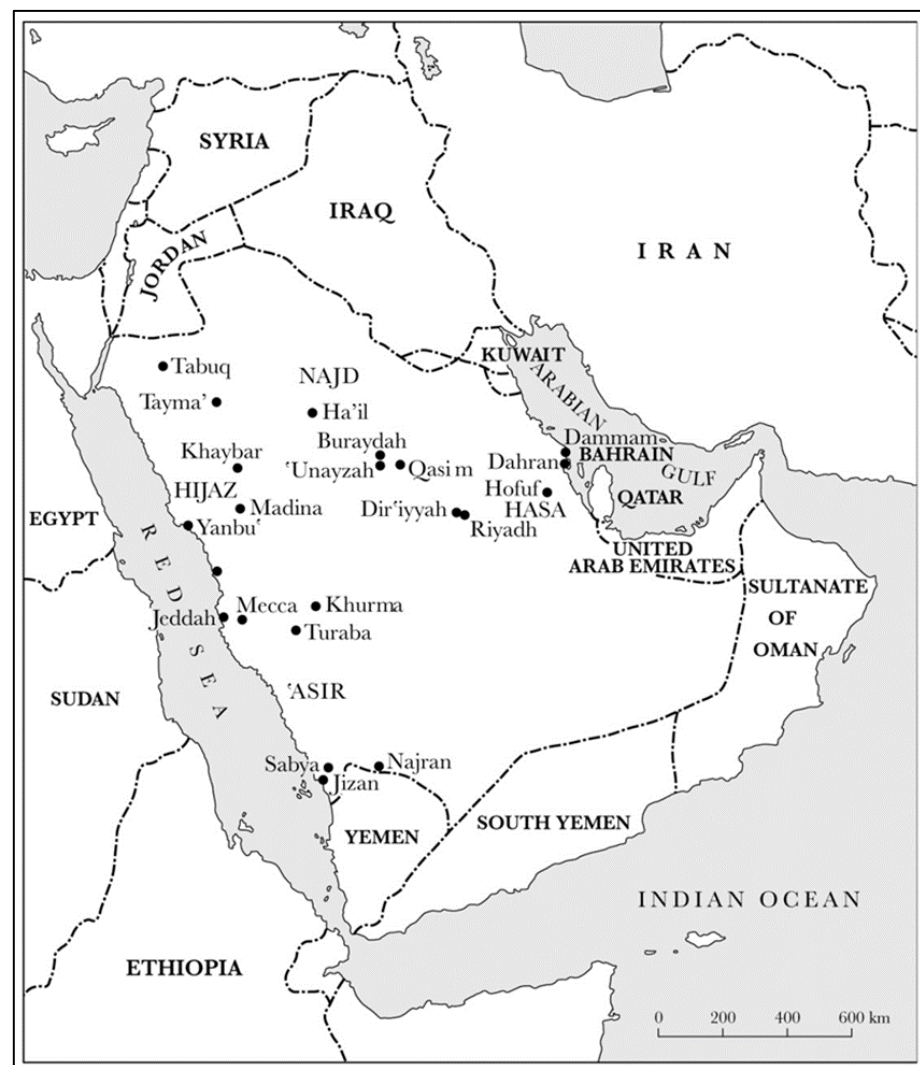 SYRIA
IRAQ
IRAN
JORDAN
KUWAIT
ARABIAN
GULF
Tabuq
NAJD
Tayma’
Ha’il
Buraydah
Dammam
Khaybar
BAHRAIN
‘Unayzah
Qasim
Dahran
HIJAZ
Hofuf
QATAR
Madina
Dir‘iyyah
HASA
EGYPT
Yanbu‘
Riyadh
UNITED
ARAB EMIRATES
RED SEA
SULTANATE
OF
OMAN
Jeddah
Mecca
Khurma
Turaba
‘ASIR
SUDAN
Sabya
Najran
Jizan
YEMEN
SOUTH YEMEN
INDIAN OCEAN
ETHIOPIA
0 200 400 600 km